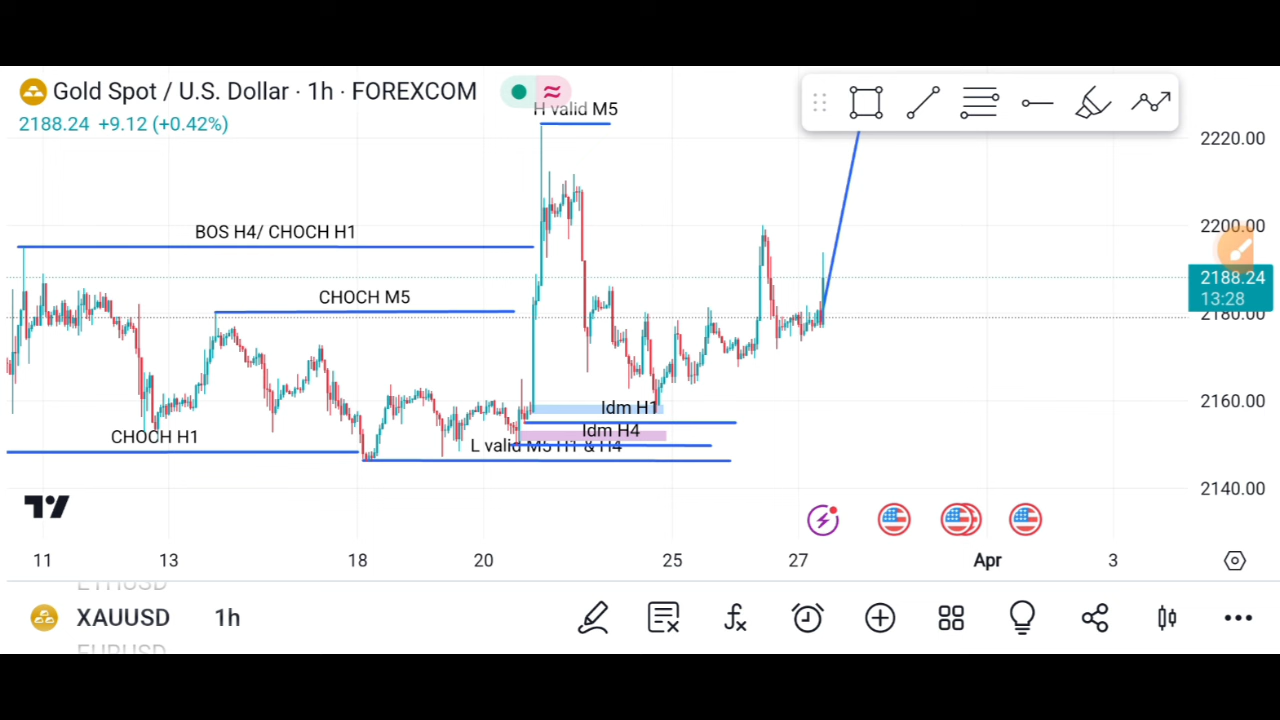 Gold Spot / U.S. Dollar · 1h · FOREXCOM
2188.24 +9.12 (+0.42%)
H valid M5
BOS H4/ CHOCH H1
CHOCH M5
CHOCH H1
Idm H1
Idm H4
L valid M5 H1 & H4
2220.00
2200.00
2188.24
13:28
2180.00
2160.00
2140.00
11 13 18 20 25 27 Apr 3
ETHUSD
XAUUSD 1h
EURUSD